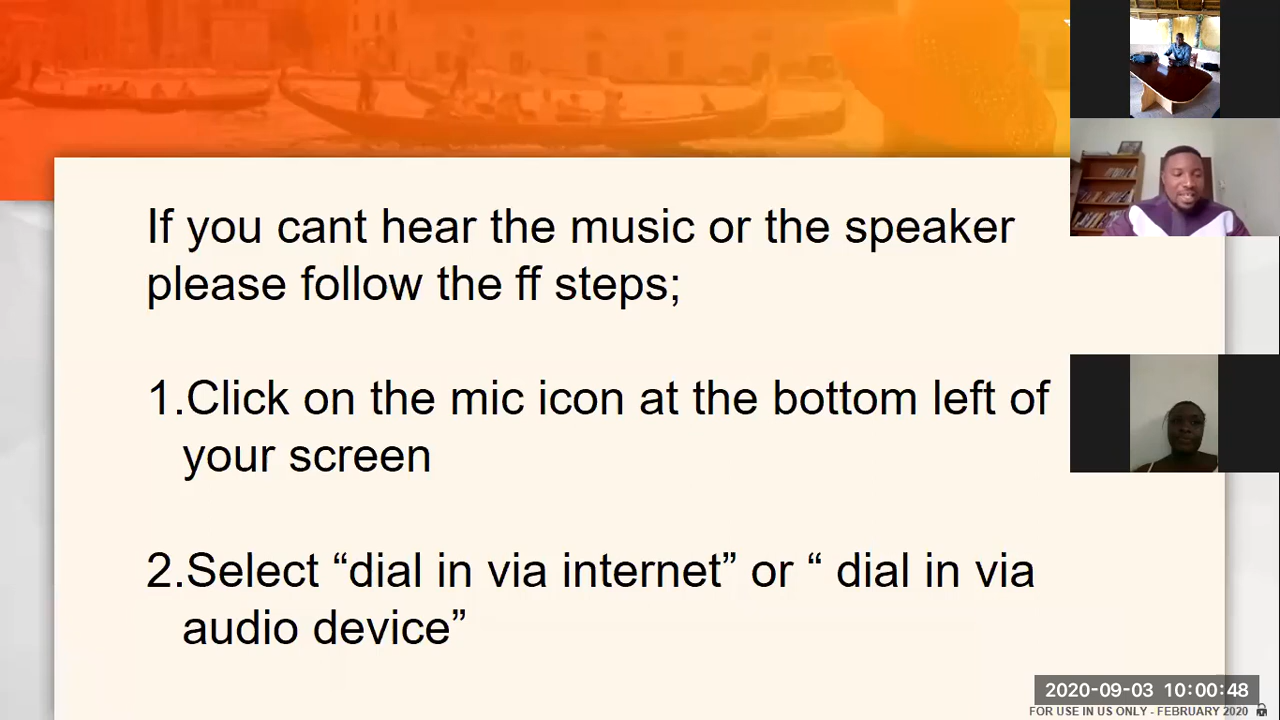 If you cant hear the music or the speaker
please follow the ff steps;
1.Click on the mic icon at the bottom left of
your screen
2.Select “dial in via internet” or “ dial in via
audio device”
2020-09-03 10:00:48
FOR USE IN US ONLY - FEBRUARY 2020